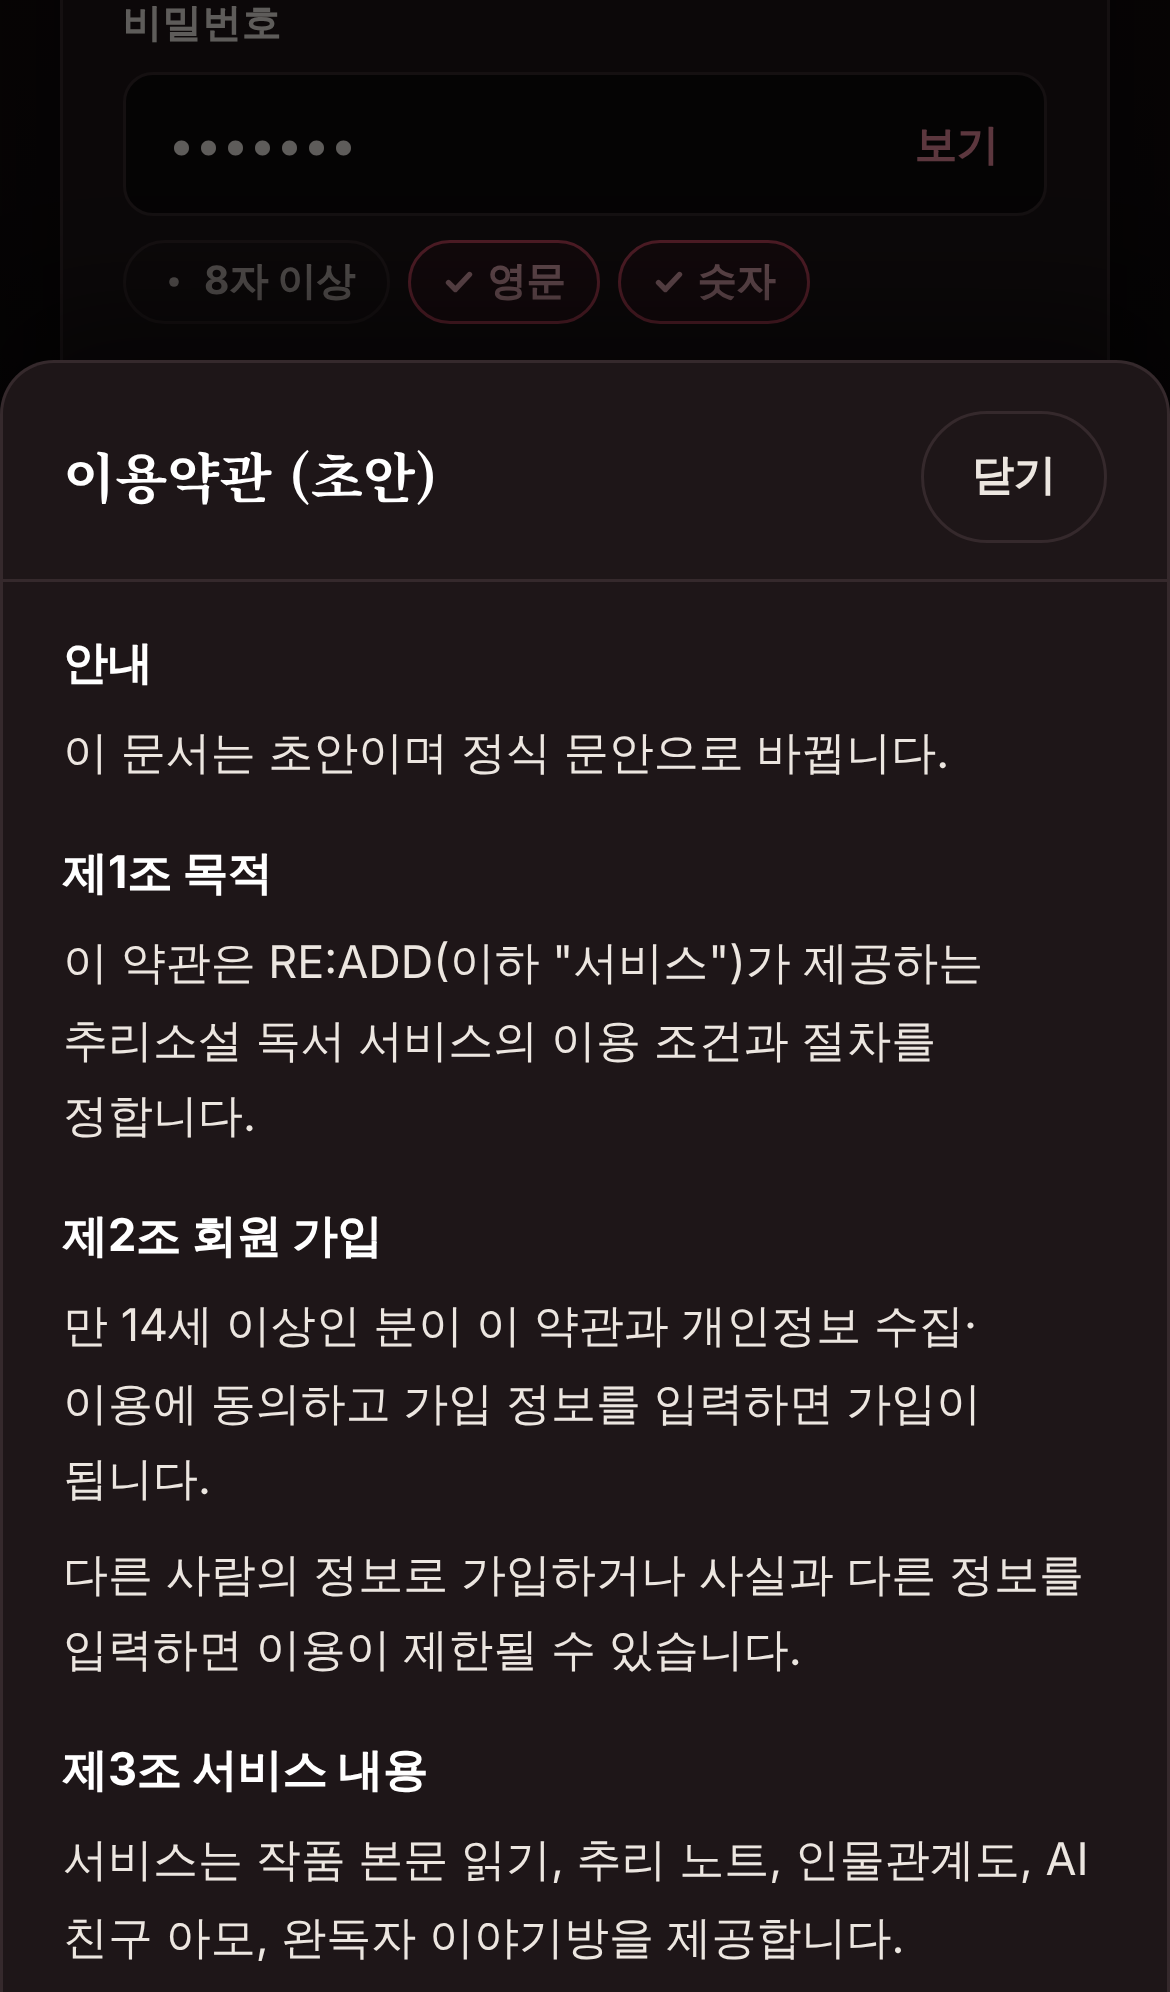 비밀번호
•••••••
보기
• 8자 이상
✓ 영문
✓ 숫자
이용약관 (초안)
닫기
안내
이 문서는 초안이며 정식 문안으로 바뀝니다.
제1조 목적
이 약관은 RE:ADD(이하 "서비스")가 제공하는
추리소설 독서 서비스의 이용 조건과 절차를
정합니다.
제2조 회원 가입
만 14세 이상인 분이 이 약관과 개인정보 수집·
이용에 동의하고 가입 정보를 입력하면 가입이
됩니다.
다른 사람의 정보로 가입하거나 사실과 다른 정보를
입력하면 이용이 제한될 수 있습니다.
제3조 서비스 내용
서비스는 작품 본문 읽기, 추리 노트, 인물관계도, AI
친구 아모, 완독자 이야기방을 제공합니다.